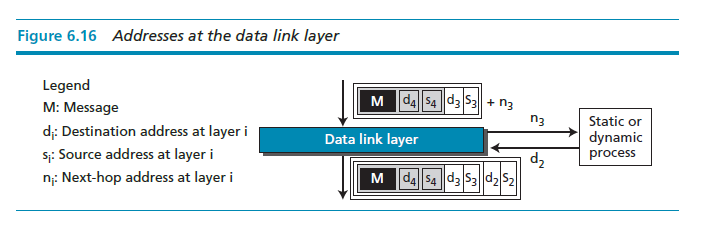 Figure 6.16 Addresses at the data link layer
Legend
M: Message
dᵢ: Destination address at layer i
sᵢ: Source address at layer i
nᵢ: Next-hop address at layer i
M d₄ s₄ d₃ S₃ + n₃
Data link layer
n₃
d₂
Static or
dynamic
process
M d₄ s₄ d₃ S₃ d₂ S₂